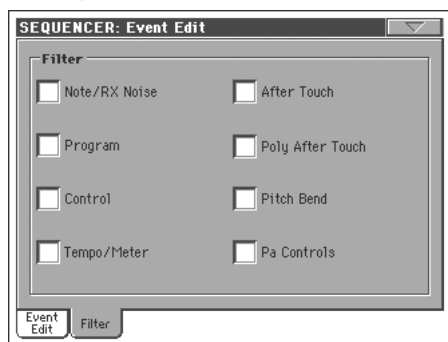 SEQUENCER: Event Edit
Filter
Note/RX Noise
After Touch
Program
Poly After Touch
Control
Pitch Bend
Tempo/Meter
Pa Controls
Event
Edit
Filter